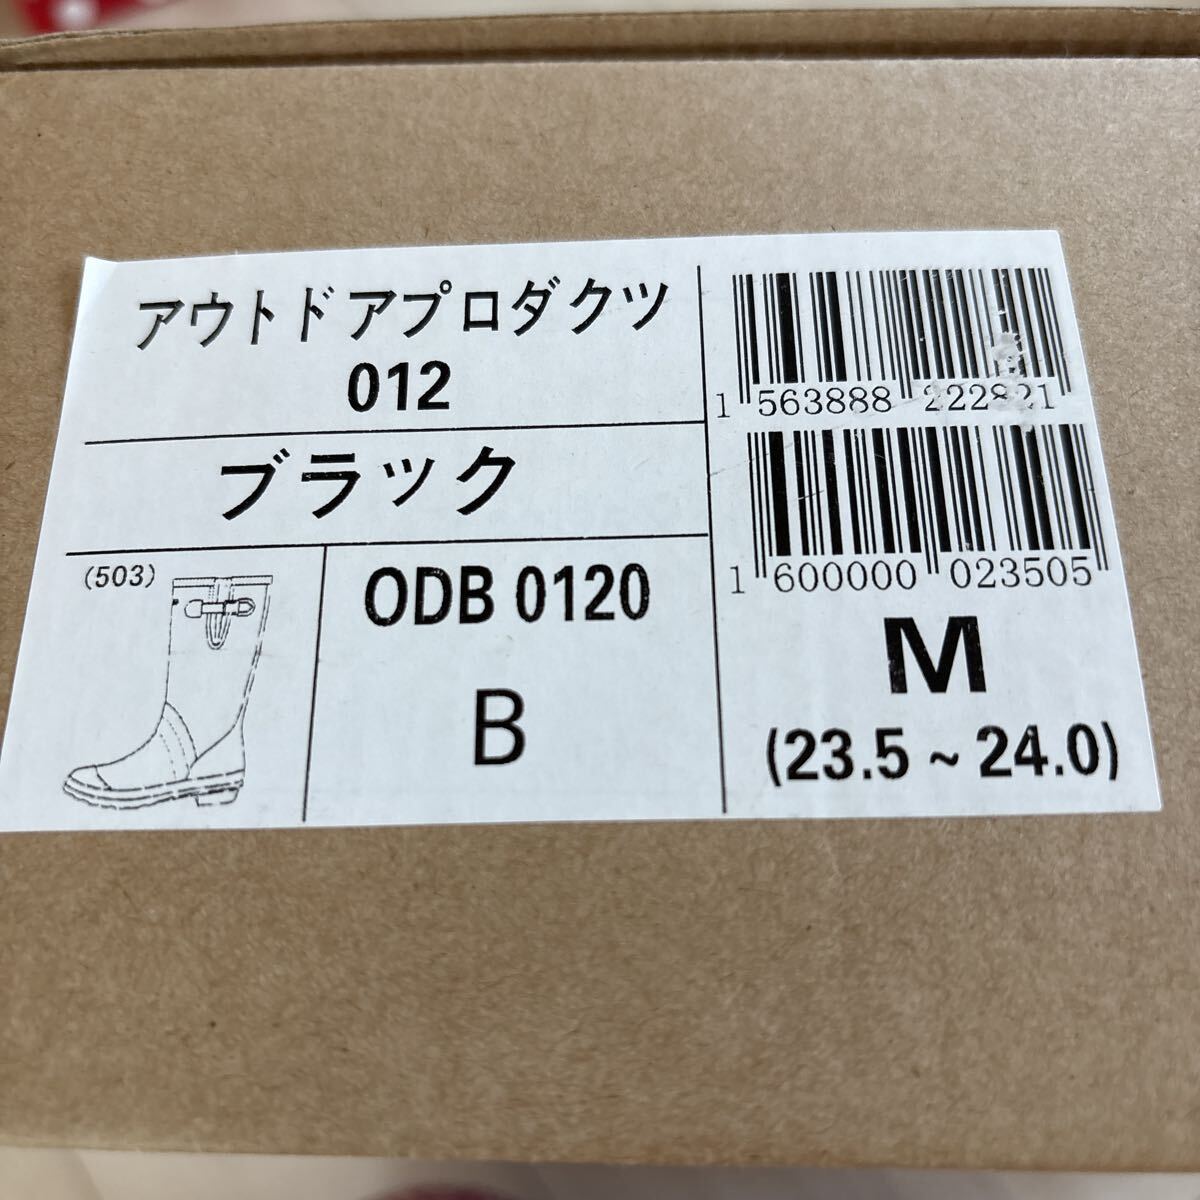 アウトドアプロダクツ
012
ブラック
(503)
ODB 0120
B
1 563888 222821
1 600000 023505
M
(23.5 ~ 24.0)